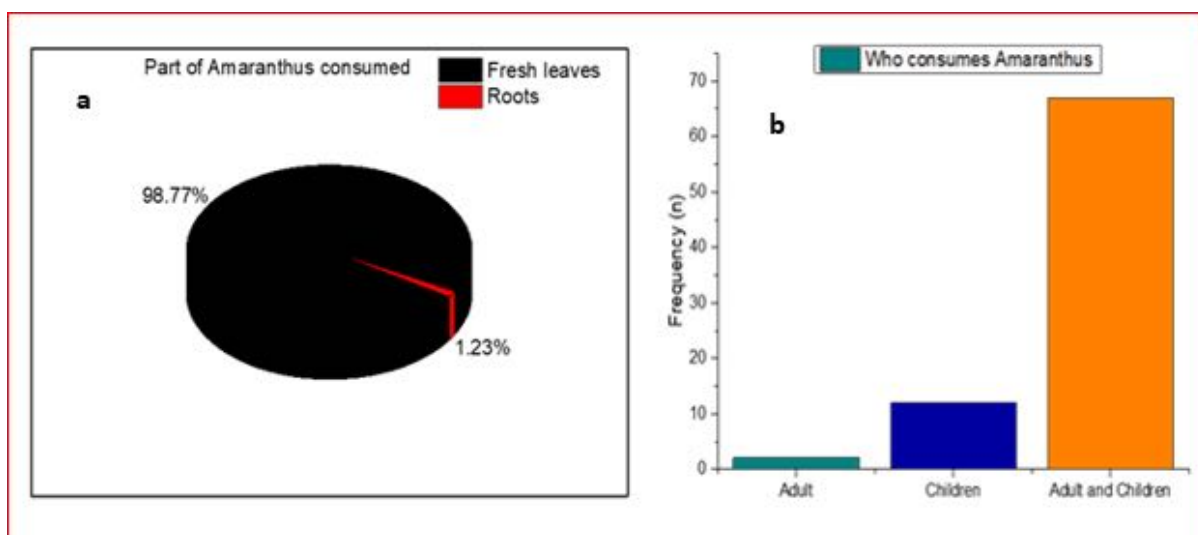 Part of Amaranthus consumed
Fresh leaves
Roots
a
98.77%
1.23%
Who consumes Amaranthus
b
Frequency (n)
70
60
50
40
30
20
10
0
Adult
Children
Adult and Children